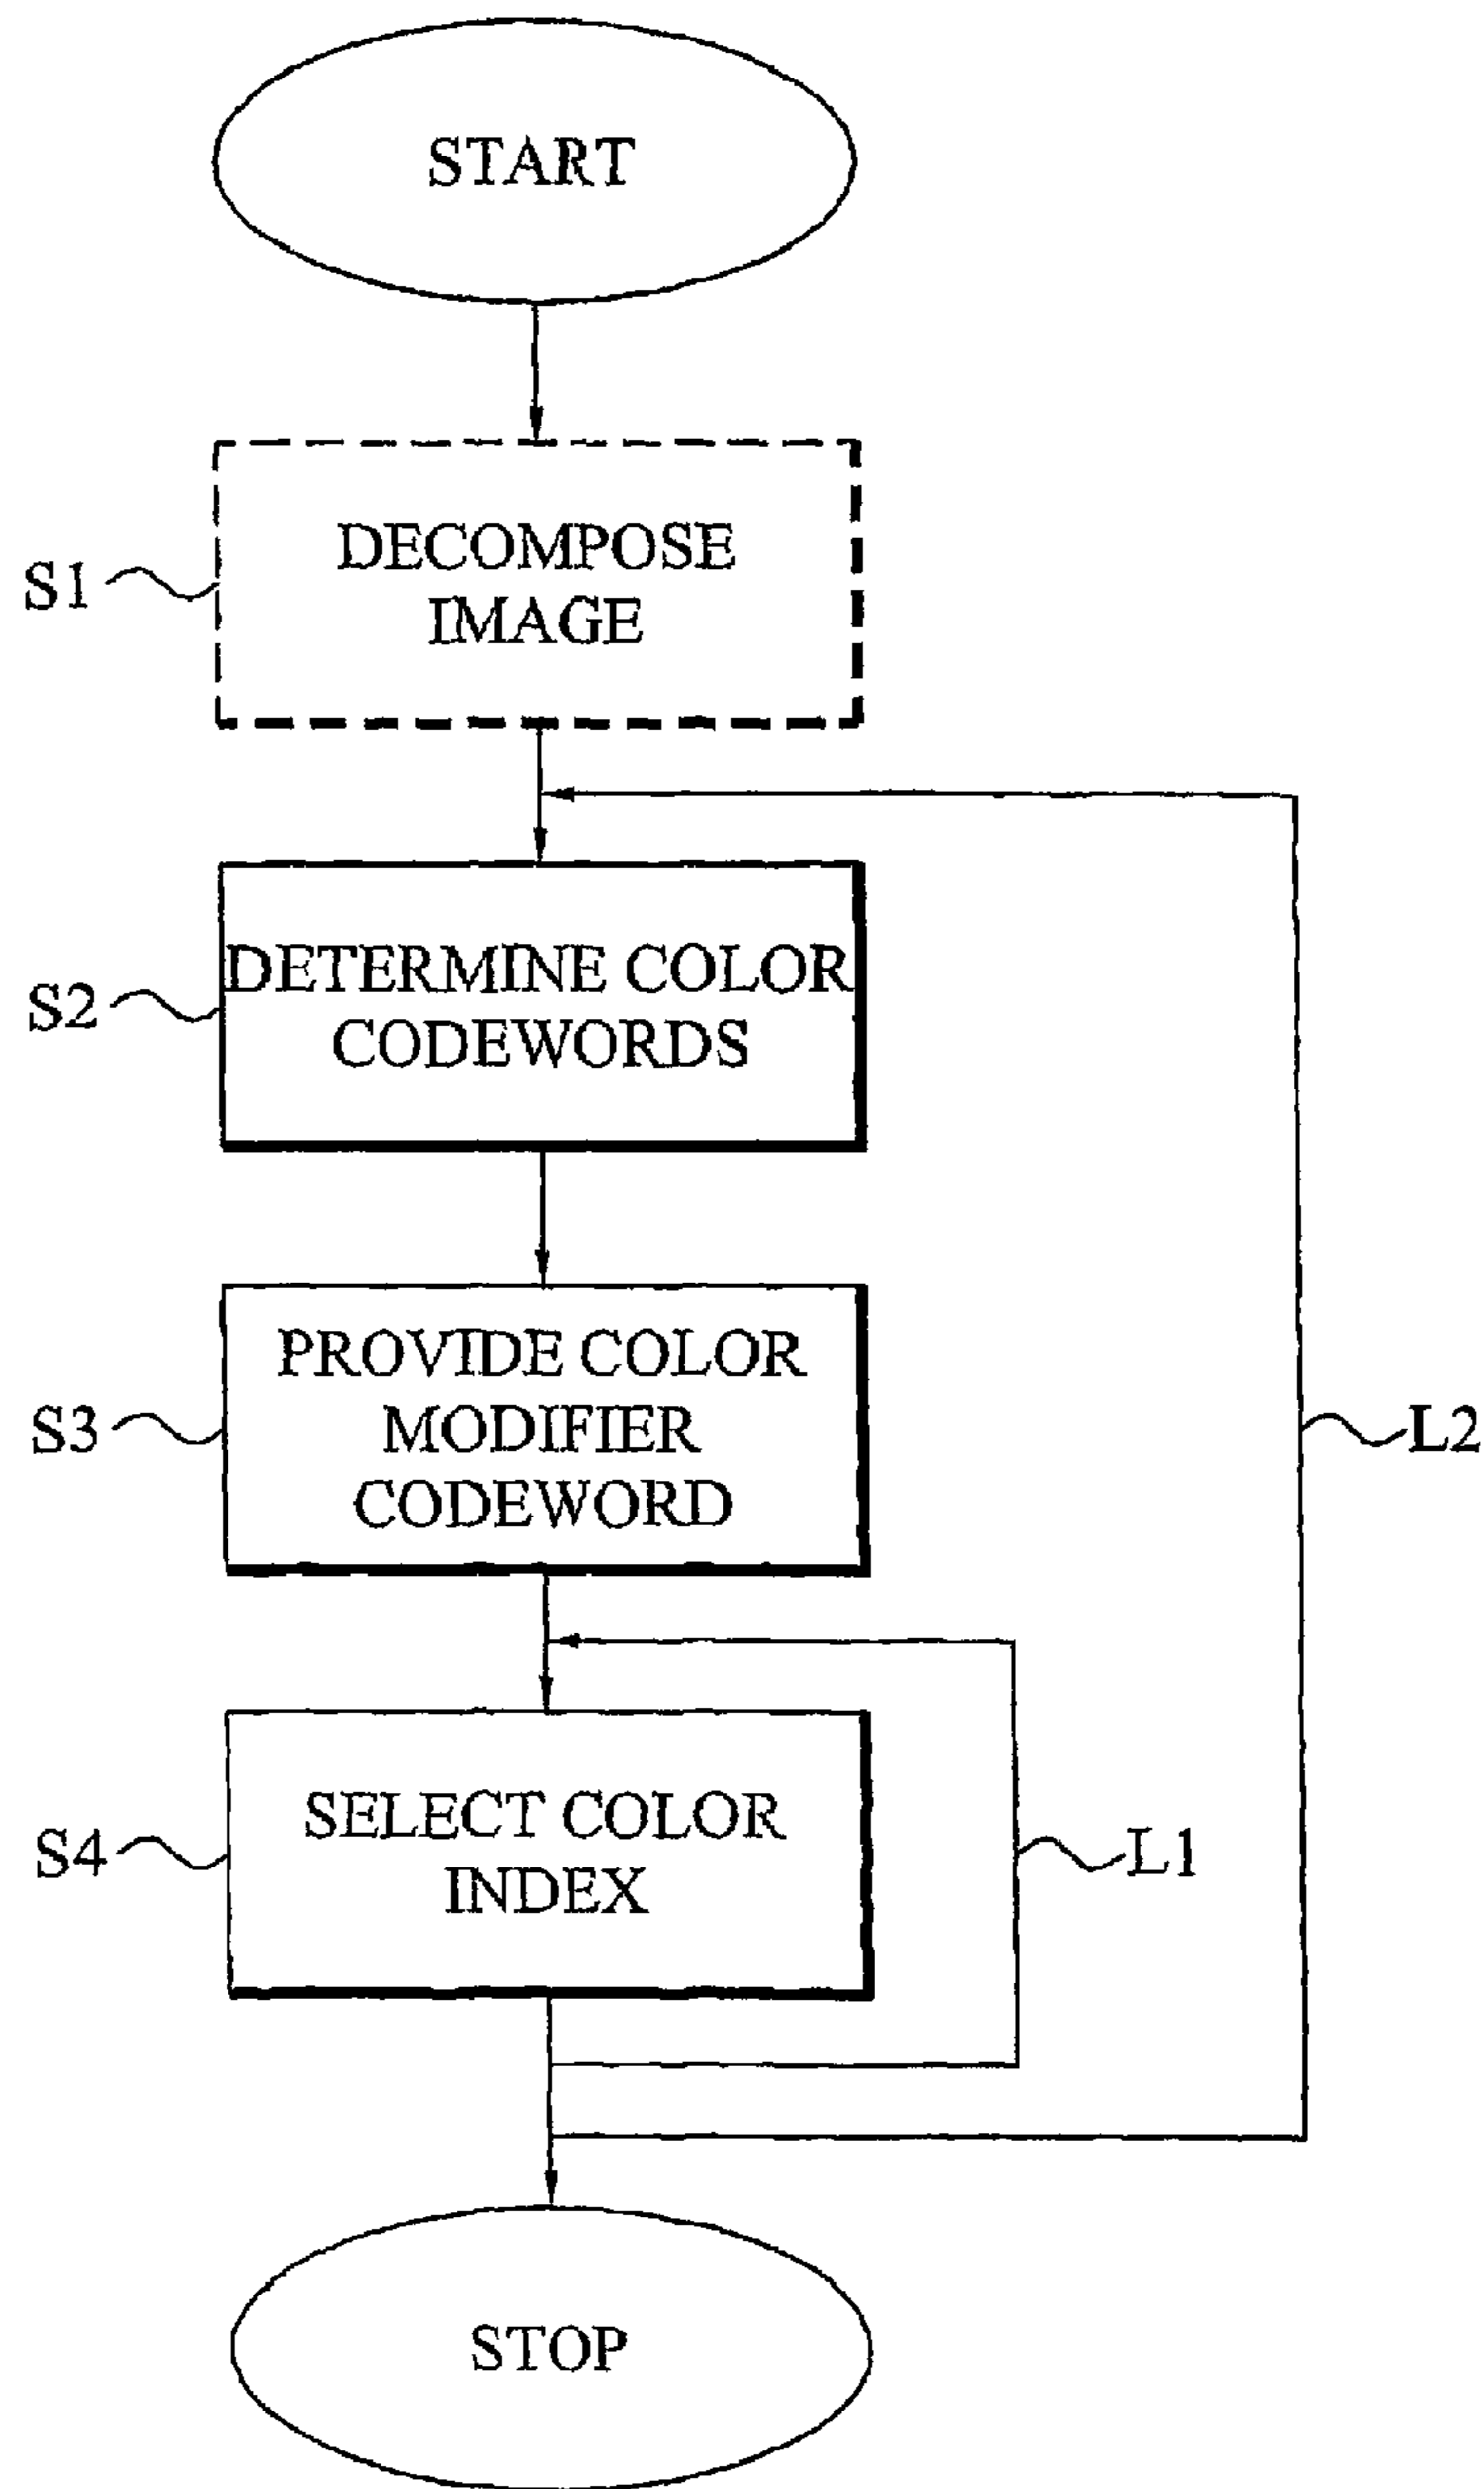 START
S1
DECOMPOSE
IMAGE
S2
DETERMINE COLOR
CODEWORDS
S3
PROVIDE COLOR
MODIFIER
CODEWORD
L2
S4
SELECT COLOR
INDEX
L1
STOP